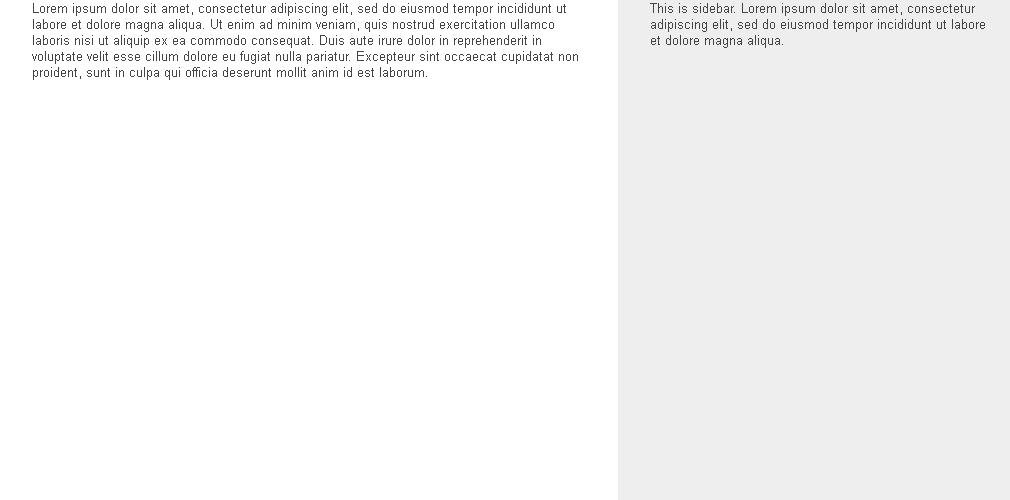 Lorem ipsum dolor sit amet, consectetur adipiscing elit, sed do eiusmod tempor incididunt ut
labore et dolore magna aliqua. Ut enim ad minim veniam, quis nostrud exercitation ullamco
laboris nisi ut aliquip ex ea commodo consequat. Duis aute irure dolor in reprehenderit in
voluptate velit esse cillum dolore eu fugiat nulla pariatur. Excepteur sint occaecat cupidatat non
proident, sunt in culpa qui officia deserunt mollit anim id est laborum.
This is sidebar. Lorem ipsum dolor sit amet, consectetur
adipiscing elit, sed do eiusmod tempor incididunt ut labore
et dolore magna aliqua.